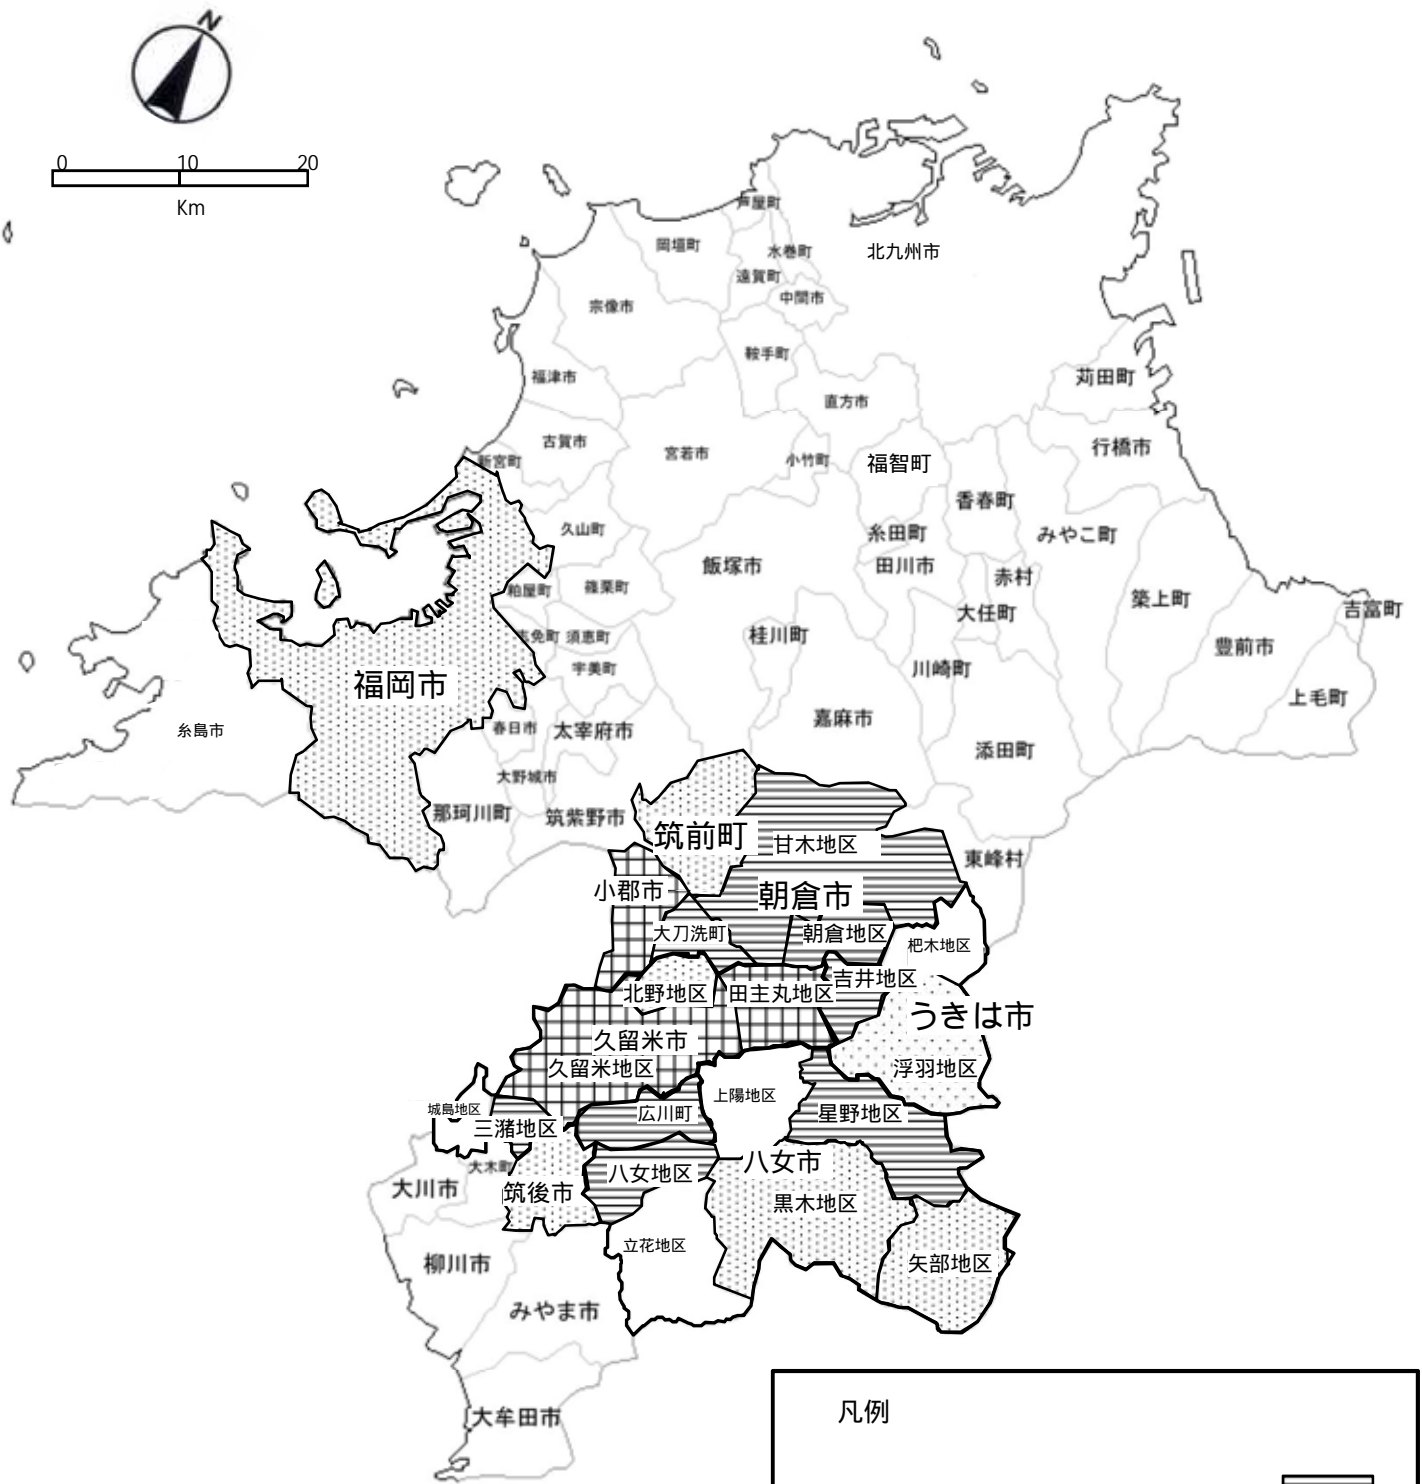 N
0 10 20
Km
芦屋町
岡垣町
水巻町
北九州市
遠賀町
中間市
宗像市
鞍手町
福津市
苅田町
直方市
古賀市
行橋市
宮若市
小竹町
福智町
新宮町
香春町
久山町
糸田町
みやこ町
飯塚市
田川市
赤村
粕屋町
篠栗町
築上町
吉富町
大任町
志免町
須恵町
桂川町
豊前市
宇美町
川崎町
福岡市
上毛町
嘉麻市
糸島市
春日市
太宰府市
添田町
大野城市
那珂川町
筑紫野市
筑前町
甘木地区
東峰村
小郡市
朝倉市
大刀洗町
朝倉地区
杷木地区
吉井地区
北野地区
田主丸地区
うきは市
久留米市
久留米地区
浮羽地区
上陽地区
城島地区
広川町
星野地区
三潴地区
大木町
八女市
八女地区
大川市
筑後市
黒木地区
立花地区
矢部地区
柳川市
みやま市
凡例
大牟田市